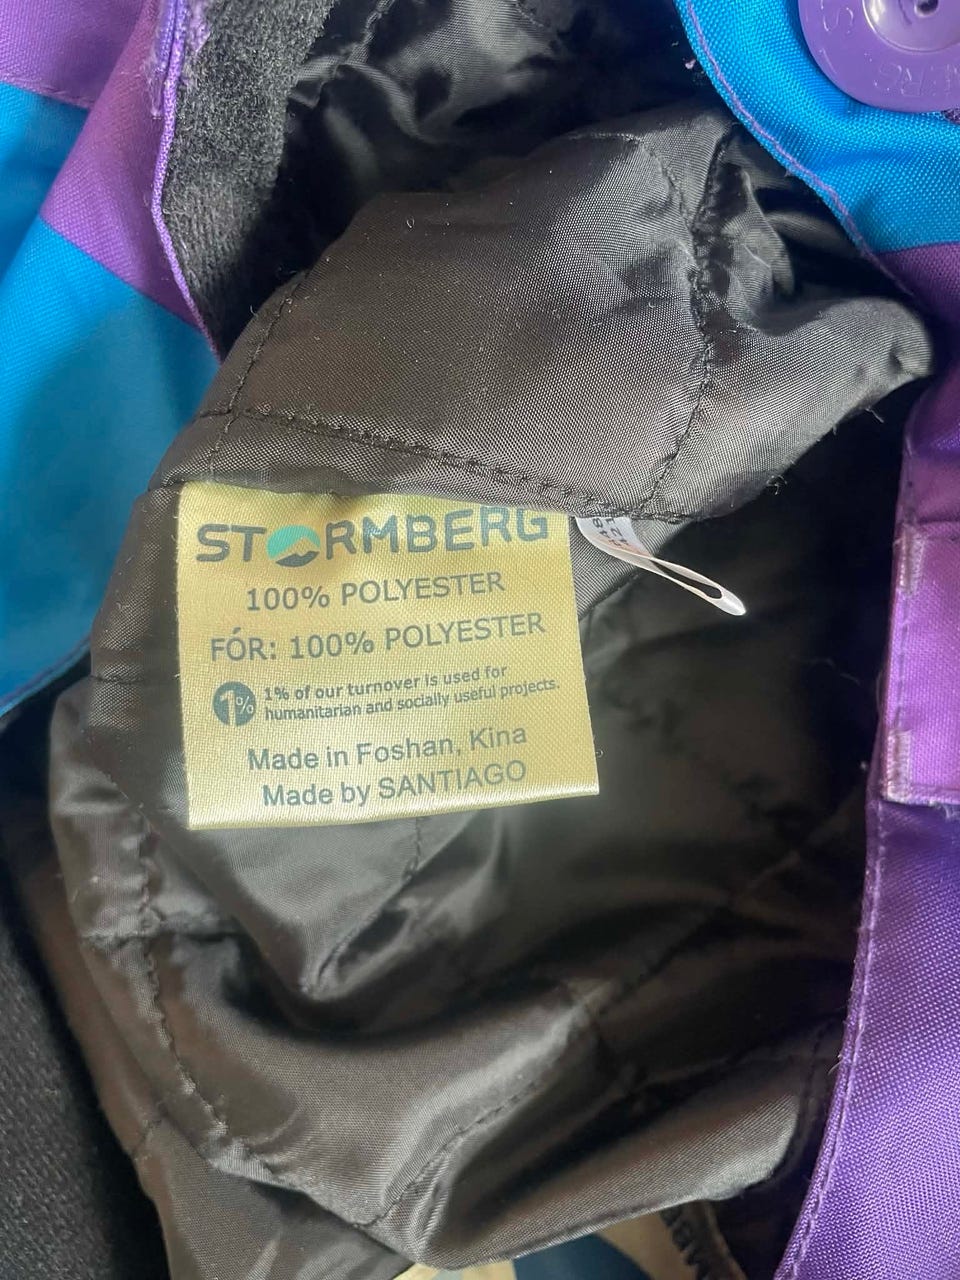 STORMBERG
100% POLYESTER
FÓR: 100% POLYESTER
1%
1% of our turnover is used for
humanitarian and socially useful projects.
Made in Foshan, Kina
Made by SANTIAGO